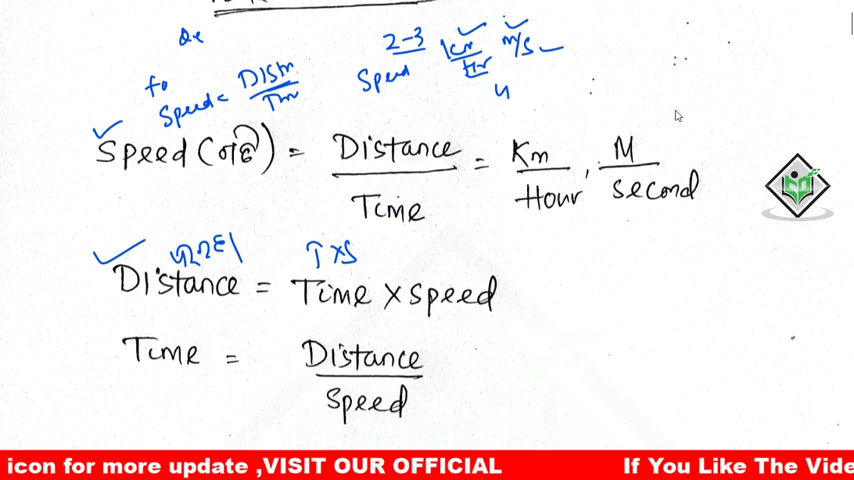 2-3 Km/Hr M/S
Speed = Distn/Tim Speed
Speed = Distance/Time = Km/Hour, M/second
T×S
Distance = Time × speed
Time = Distance/speed
icon for more update ,VISIT OUR OFFICIAL If You Like The Vide